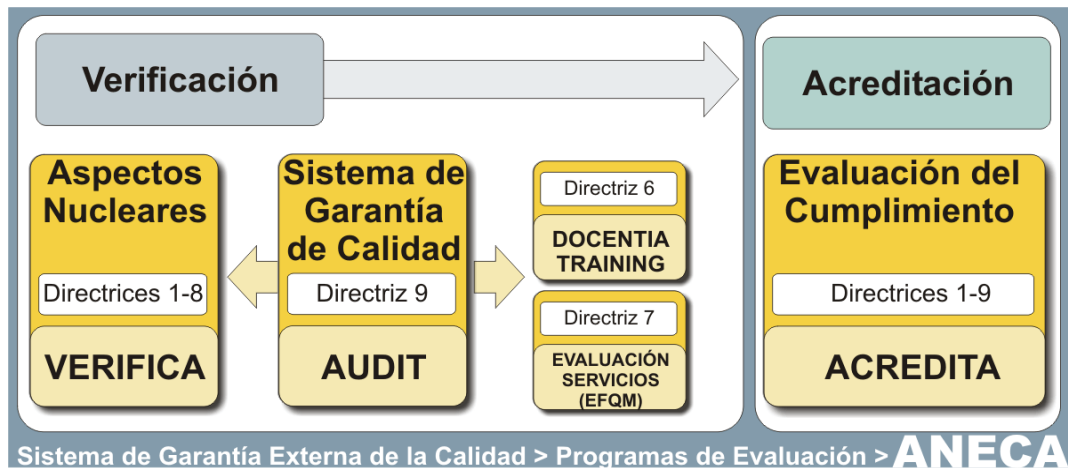 Verificación
Acreditación
Aspectos
Nucleares
Directrices 1-8
VERIFICA
Sistema de
Garantía
de Calidad
Directriz 9
AUDIT
Directriz 6
DOCENTIA
TRAINING
Directriz 7
EVALUACIÓN
SERVICIOS
(EFQM)
Evaluación del
Cumplimiento
Directrices 1-9
ACREDITA
Sistema de Garantía Externa de la Calidad > Programas de Evaluación > ANECA